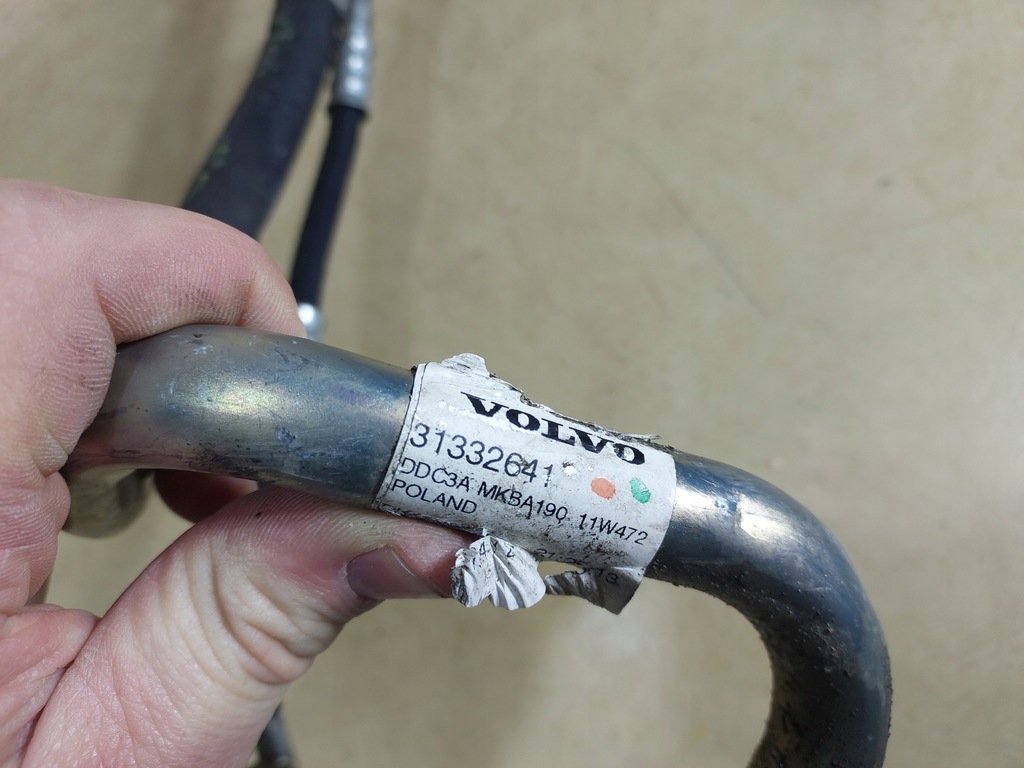 VOLVO
31332641
DDC3A MKBA190 11W472
POLAND